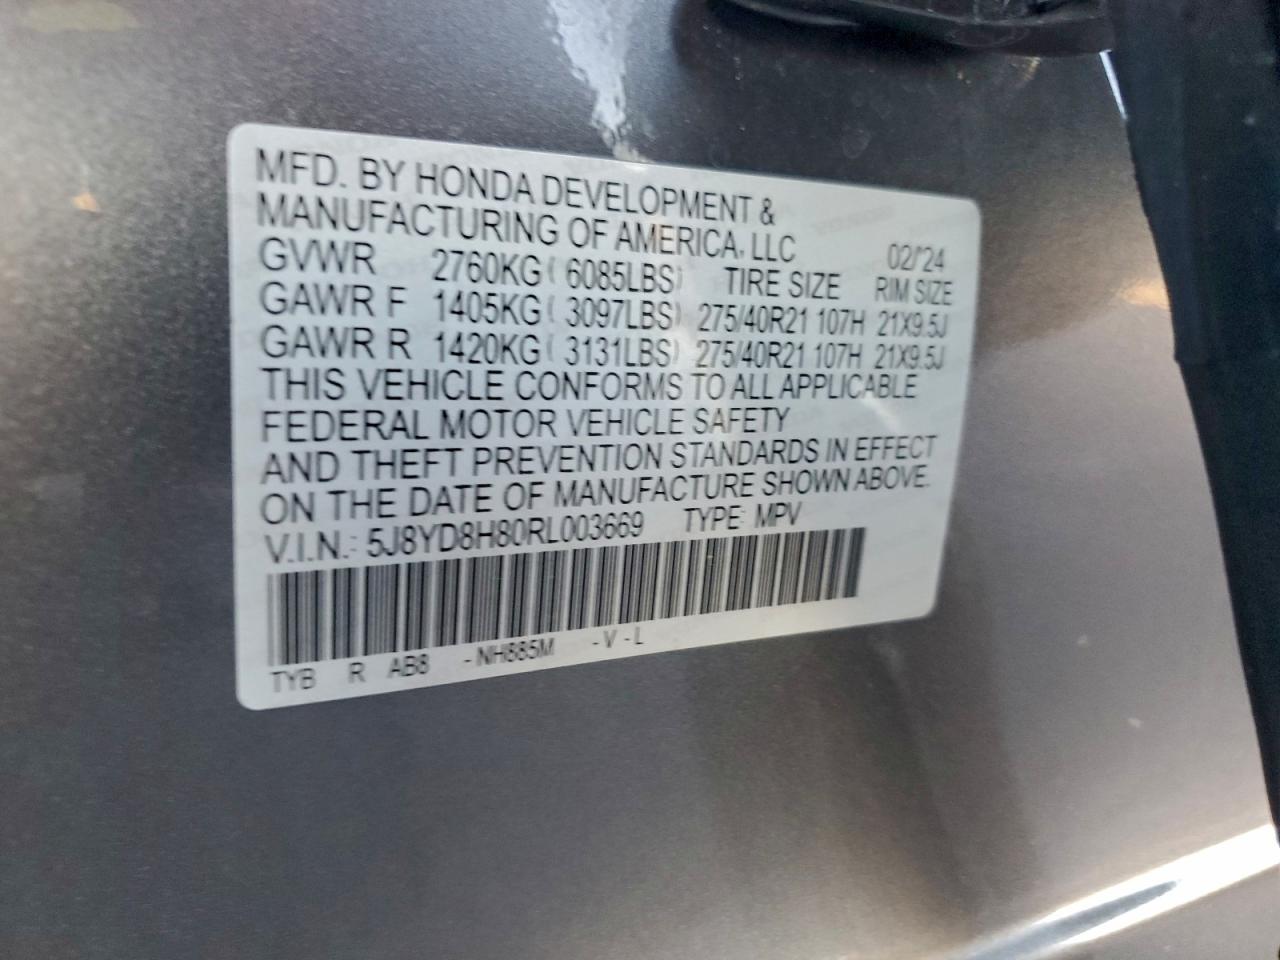 MFD. BY HONDA DEVELOPMENT &
MANUFACTURING OF AMERICA, LLC 02/'24
GVWR 2760KG ( 6085LBS) TIRE SIZE RIM SIZE
GAWR F 1405KG ( 3097LBS) 275/40R21 107H 21X9.5J
GAWR R 1420KG ( 3131LBS) 275/40R21 107H 21X9.5J
THIS VEHICLE CONFORMS TO ALL APPLICABLE
FEDERAL MOTOR VEHICLE SAFETY
AND THEFT PREVENTION STANDARDS IN EFFECT
ON THE DATE OF MANUFACTURE SHOWN ABOVE.
V.I.N.: 5J8YD8H80RL003669 TYPE: MPV
TYB R AB8 -NH885M -V-L